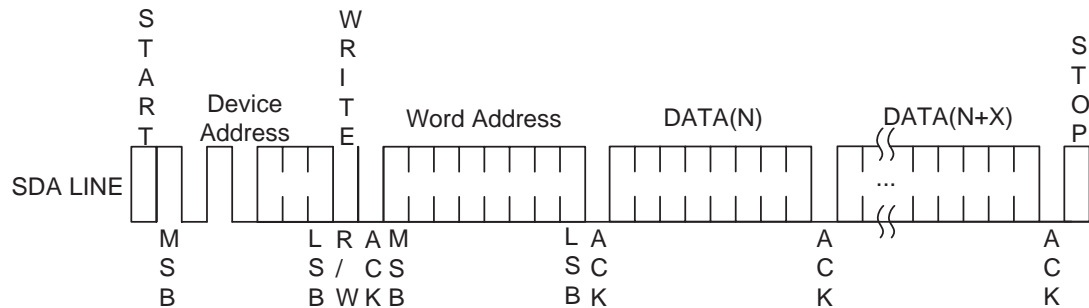 START
WRITE
STOP
Device
Address
Word Address
DATA(N)
DATA(N+X)
SDA LINE
...
MSB
LSB
R/W
ACK
MSB
LSB
ACK
ACK
ACK